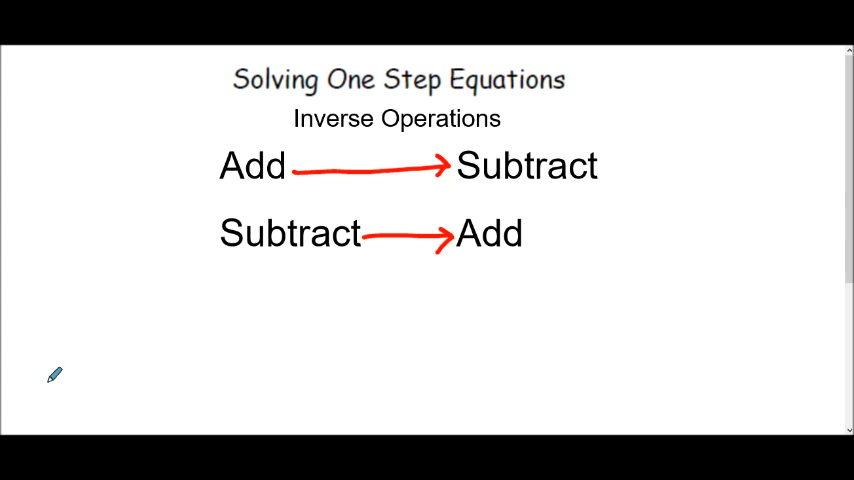 Solving One Step Equations
Inverse Operations
Add Subtract
Subtract Add